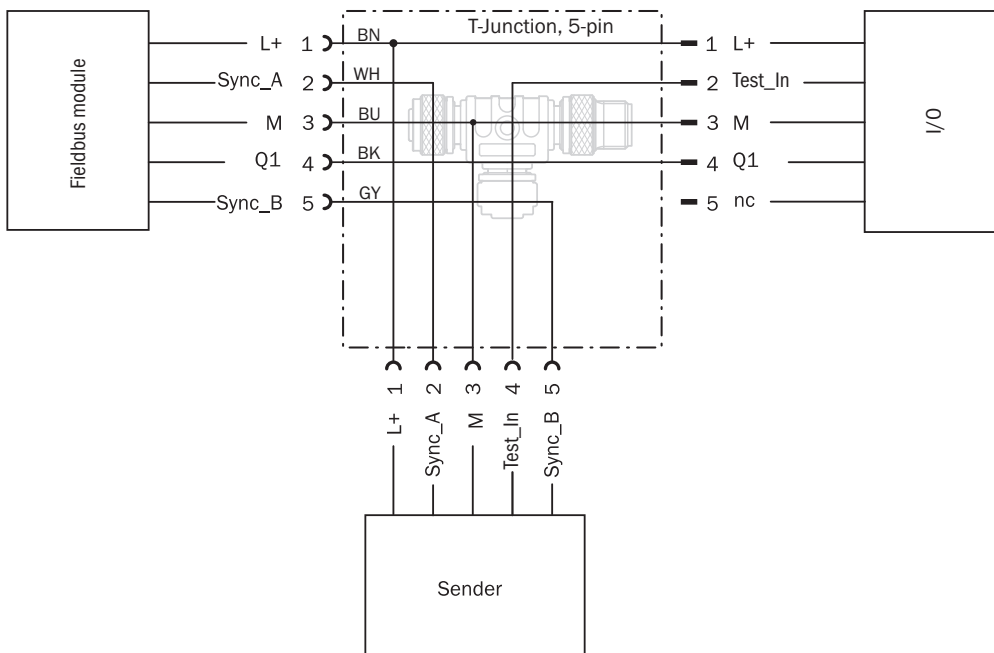 T-Junction, 5-pin
Fieldbus module
L+ 1 BN
Sync_A 2 WH
M 3 BU
Q1 4 BK
Sync_B 5 GY
1 L+
2 Test_In
3 M
4 Q1
5 nc
I/O
1 L+
2 Sync_A
3 M
4 Test_In
5 Sync_B
Sender